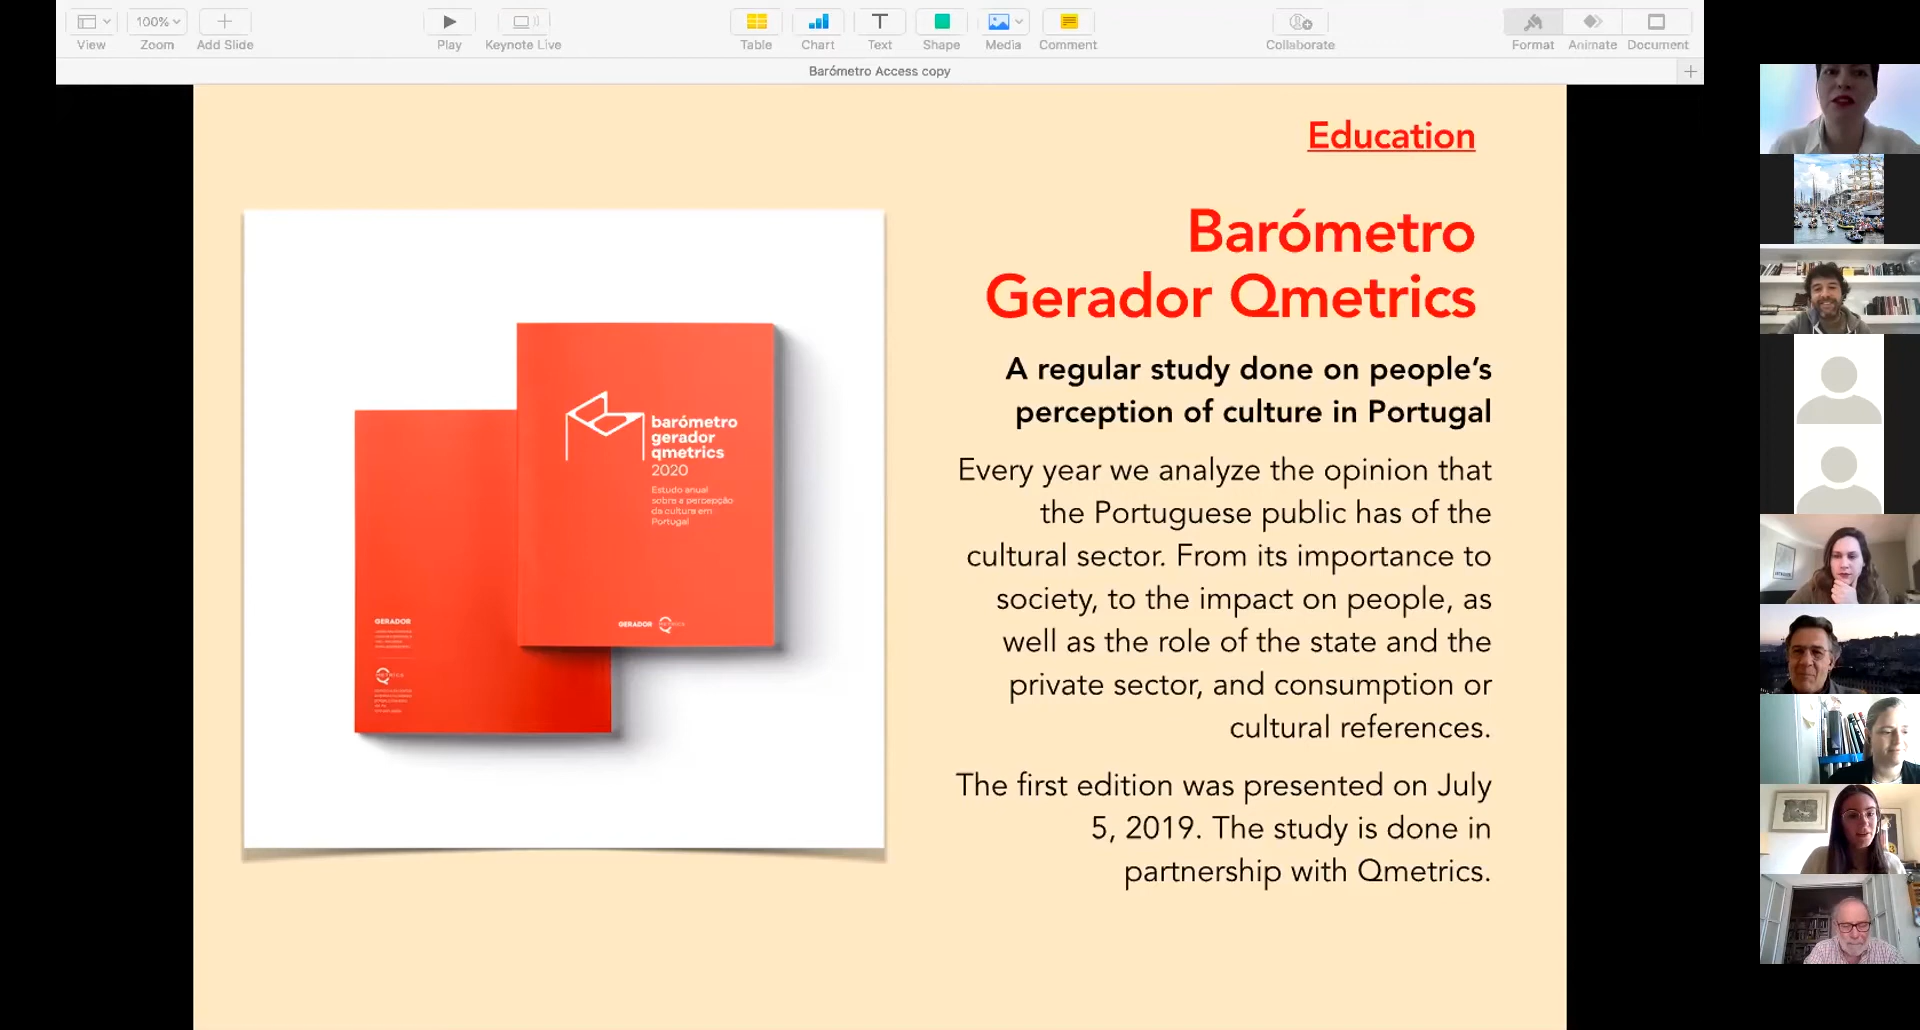 100%
View
Zoom
Add Slide
Play
Keynote Live
Table
Chart
Text
Shape
Media
Comment
Collaborate
Format
Animate
Document
Barómetro Access copy
Education
Barómetro
Gerador Qmetrics
A regular study done on people's
perception of culture in Portugal
Every year we analyze the opinion that
the Portuguese public has of the
cultural sector. From its importance to
society, to the impact on people, as
well as the role of the state and the
private sector, and consumption or
cultural references.
The first edition was presented on July
5, 2019. The study is done in
partnership with Qmetrics.
barómetro
gerador
qmetrics
2020
Estudo anual
sobre a percepção
da cultura em
Portugal
GERADOR
GERADOR